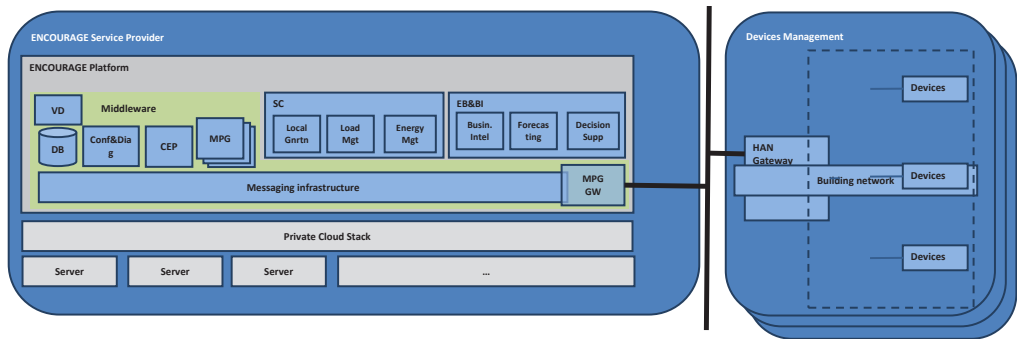 ENCOURAGE Service Provider
ENCOURAGE Platform
VD
Middleware
DB
Conf&Dia
g
CEP
MPG
SC
Local
Gnrtn
Load
Mgt
Energy
Mgt
EB&BI
Busin.
Intel
Forecas
ting
Decision
Supp
Messaging infrastructure
MPG
GW
Private Cloud Stack
Server
Server
Server
...
Devices Management
Devices
HAN
Gateway
Building network
Devices
Devices